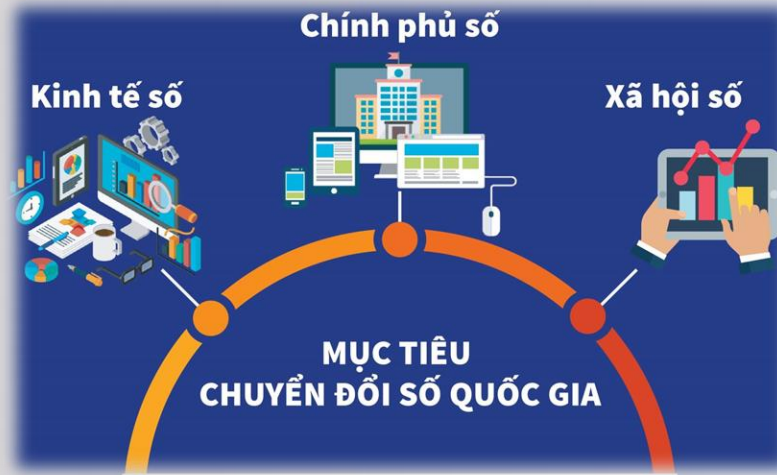 Chính phủ số
Kinh tế số
Xã hội số
MỤC TIÊU
CHUYỂN ĐỔI SỐ QUỐC GIA